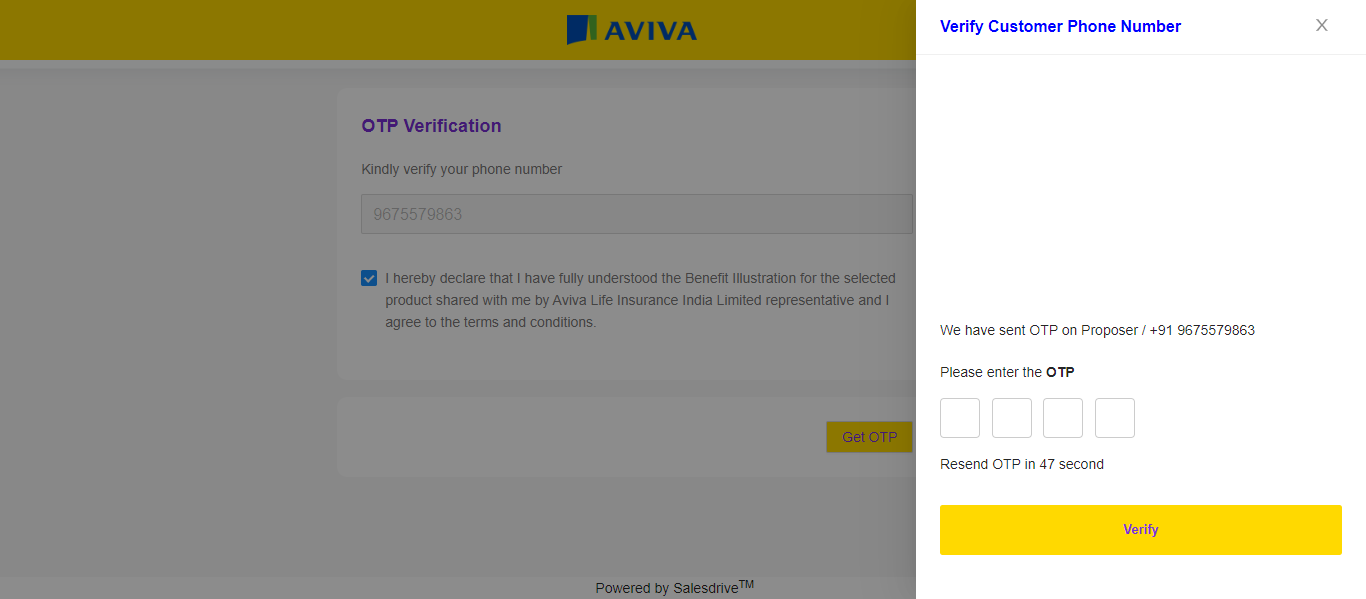 AVIVA
OTP Verification
Kindly verify your phone number
9675579863
I hereby declare that I have fully understood the Benefit Illustration for the selected
product shared with me by Aviva Life Insurance India Limited representative and I
agree to the terms and conditions.
Get OTP
Powered by Salesdrive™
Verify Customer Phone Number
We have sent OTP on Proposer / +91 9675579863
Please enter the OTP
Resend OTP in 47 second
Verify